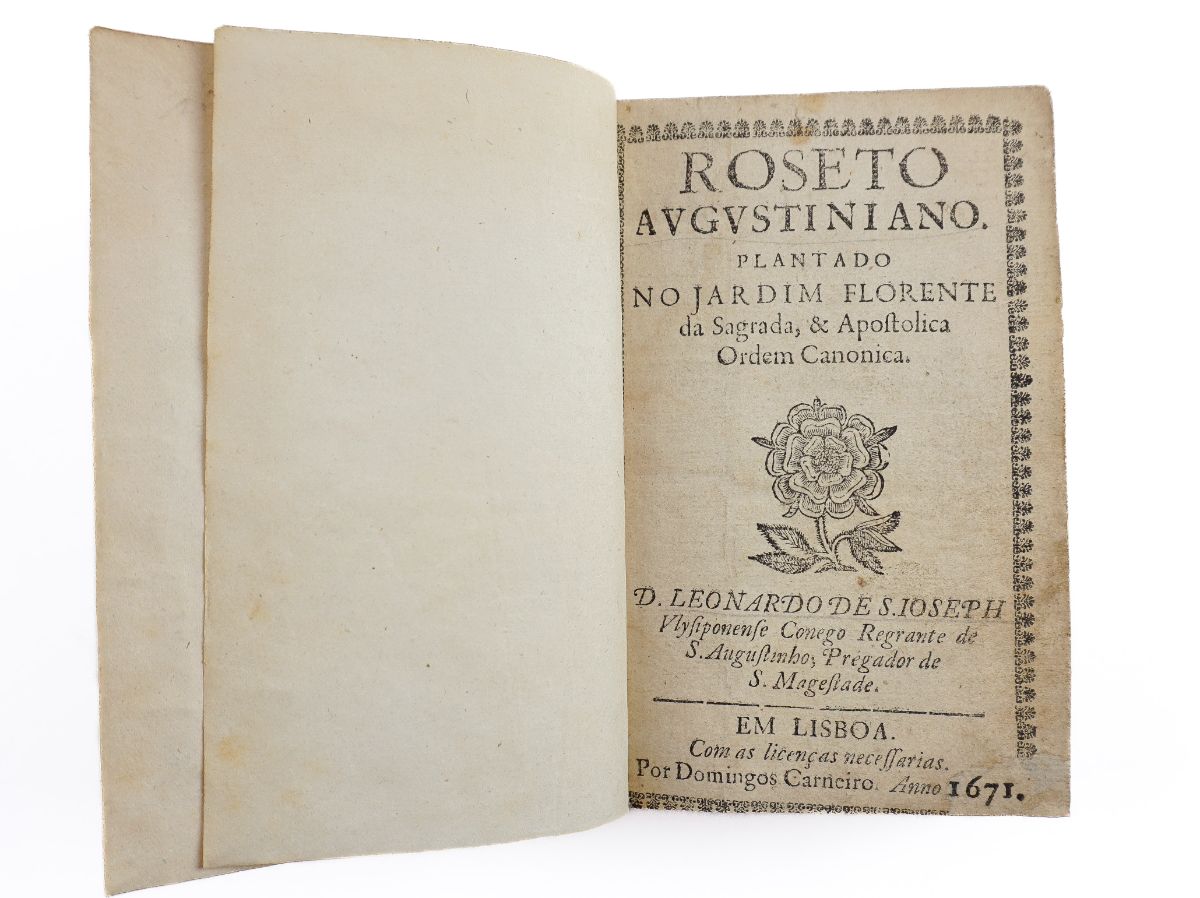 ROSETO
AVGVSTINIANO.
PLANTADO
NO JARDIM FLORENTE
da Sagrada, & Apoſtolica
Ordem Canonica.
D. LEONARDO DE S. IOSEPH
Vlyſiponenſe Conego Regrante de
S. Auguſtinho, Prégador de
S. Mageſtade.
EM LISBOA.
Com as licenças neceſſarias.
Por Domingos Carneiro. Anno 1671.